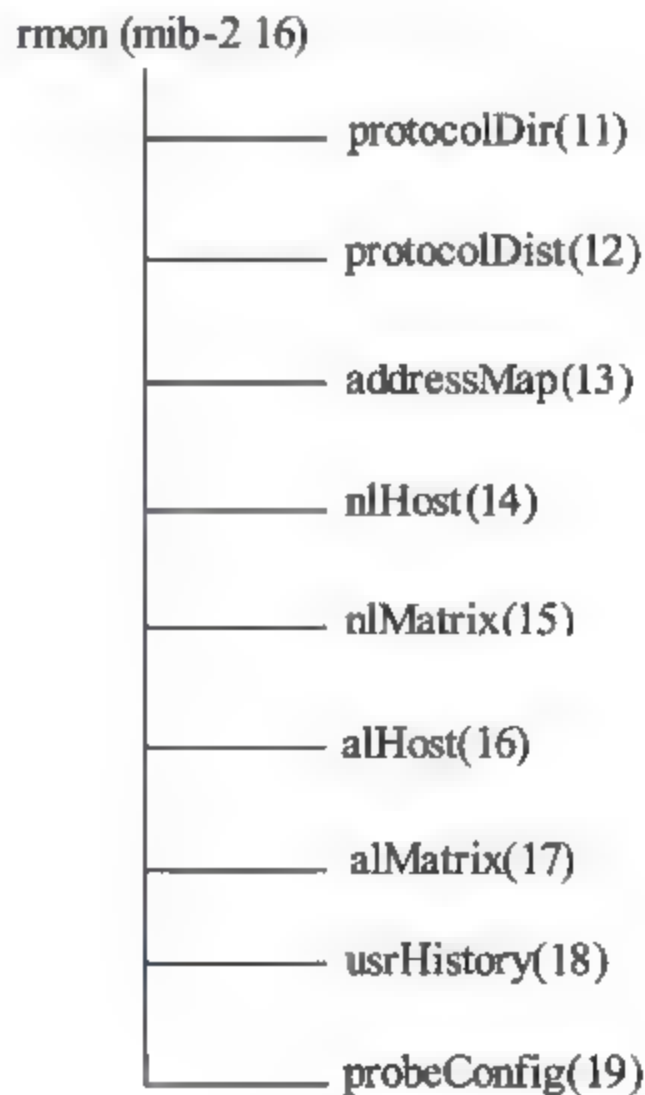 rmon (mib-2 16)
protocolDir(11)
protocolDist(12)
addressMap(13)
nlHost(14)
nlMatrix(15)
alHost(16)
alMatrix(17)
usrHistory(18)
probeConfig(19)